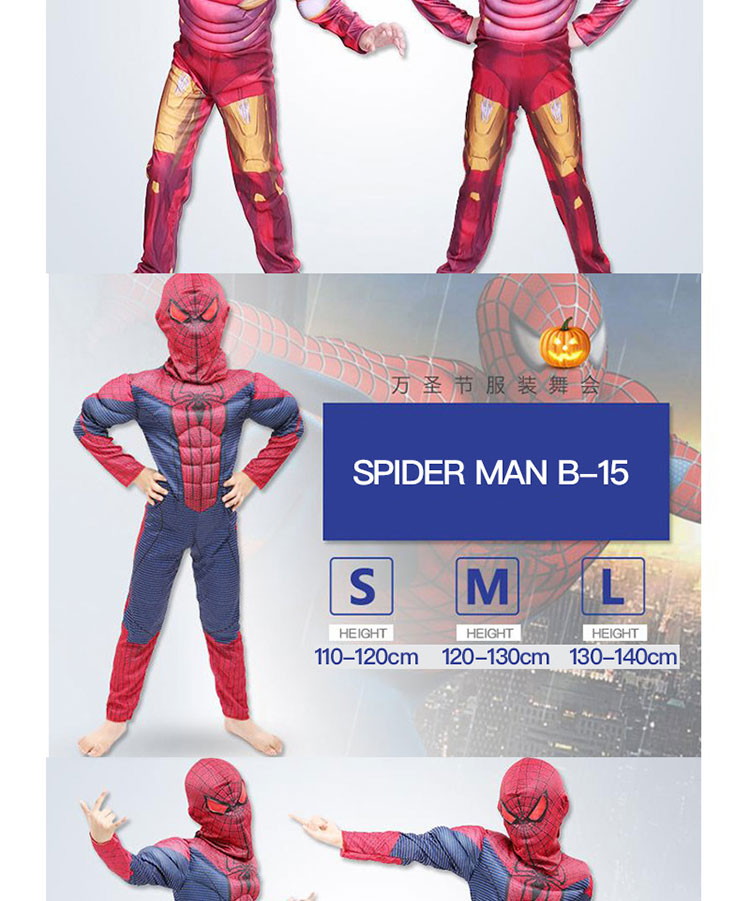 万圣节服装舞会
SPIDER MAN B-15
S M L
HEIGHT HEIGHT HEIGHT
110-120cm 120-130cm 130-140cm